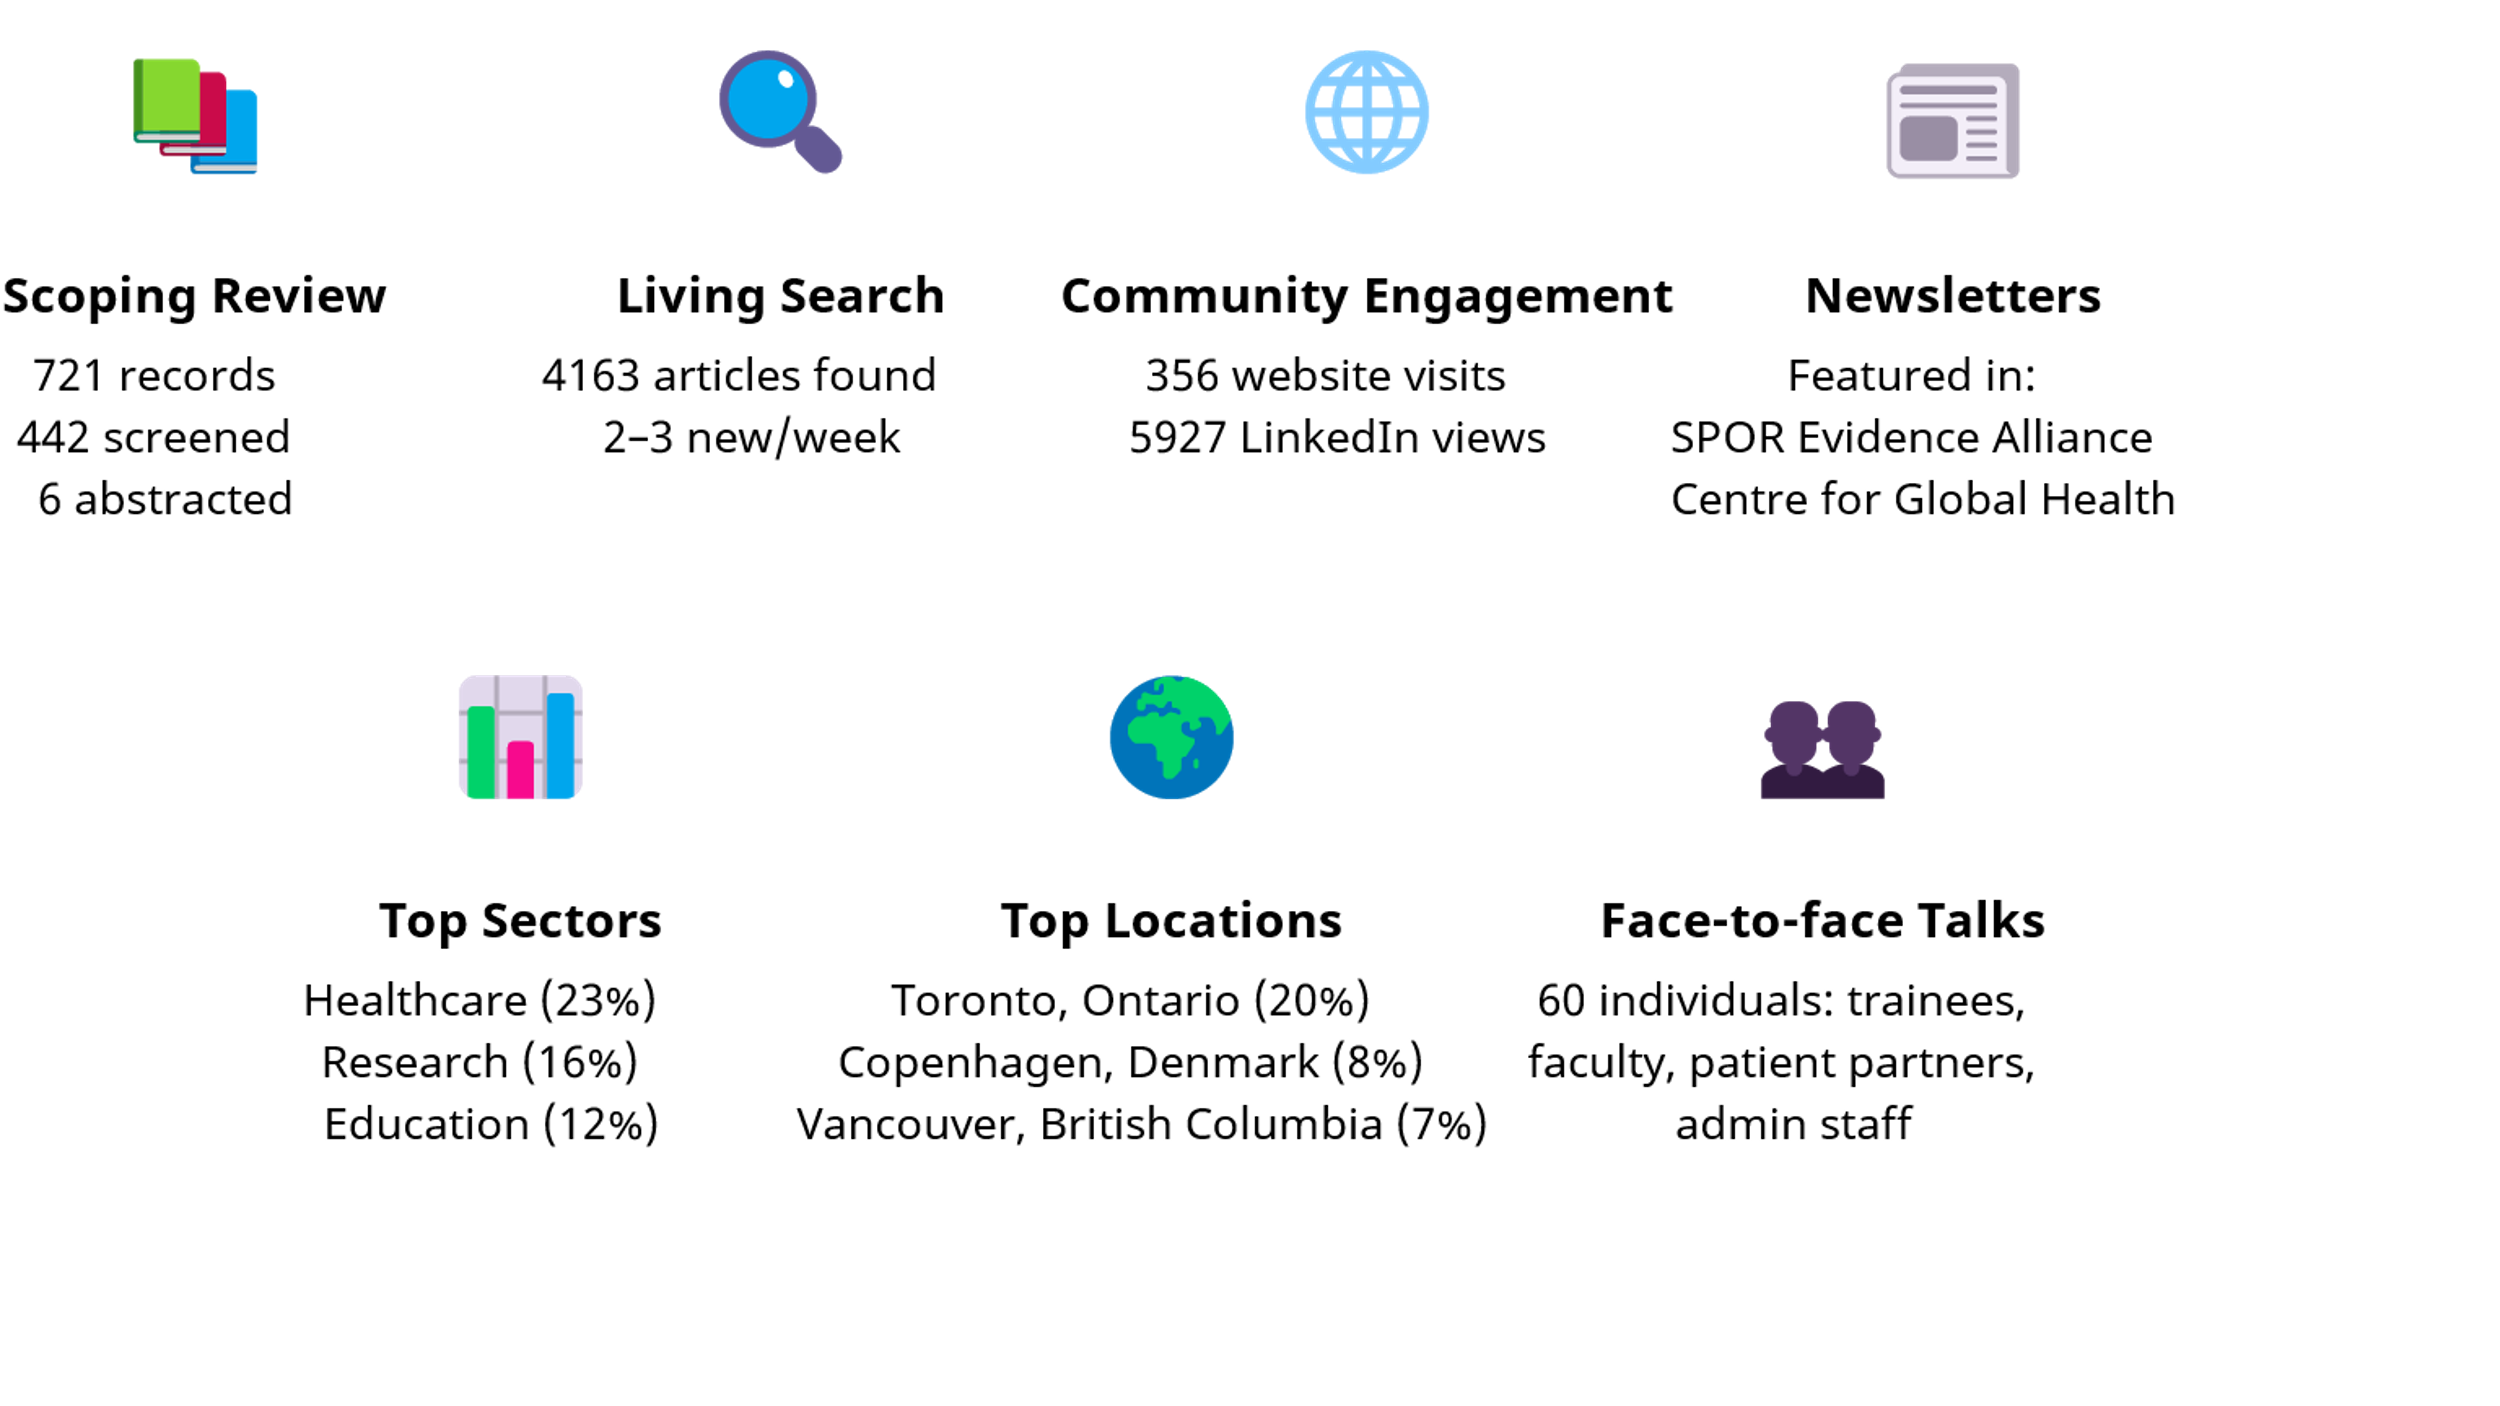 Scoping Review
721 records
442 screened
6 abstracted
Living Search
4163 articles found
2–3 new/week
Community Engagement
356 website visits
5927 LinkedIn views
Newsletters
Featured in:
SPOR Evidence Alliance
Centre for Global Health
Top Sectors
Healthcare (23%)
Research (16%)
Education (12%)
Top Locations
Toronto, Ontario (20%)
Copenhagen, Denmark (8%)
Vancouver, British Columbia (7%)
Face-to-face Talks
60 individuals: trainees,
faculty, patient partners,
admin staff